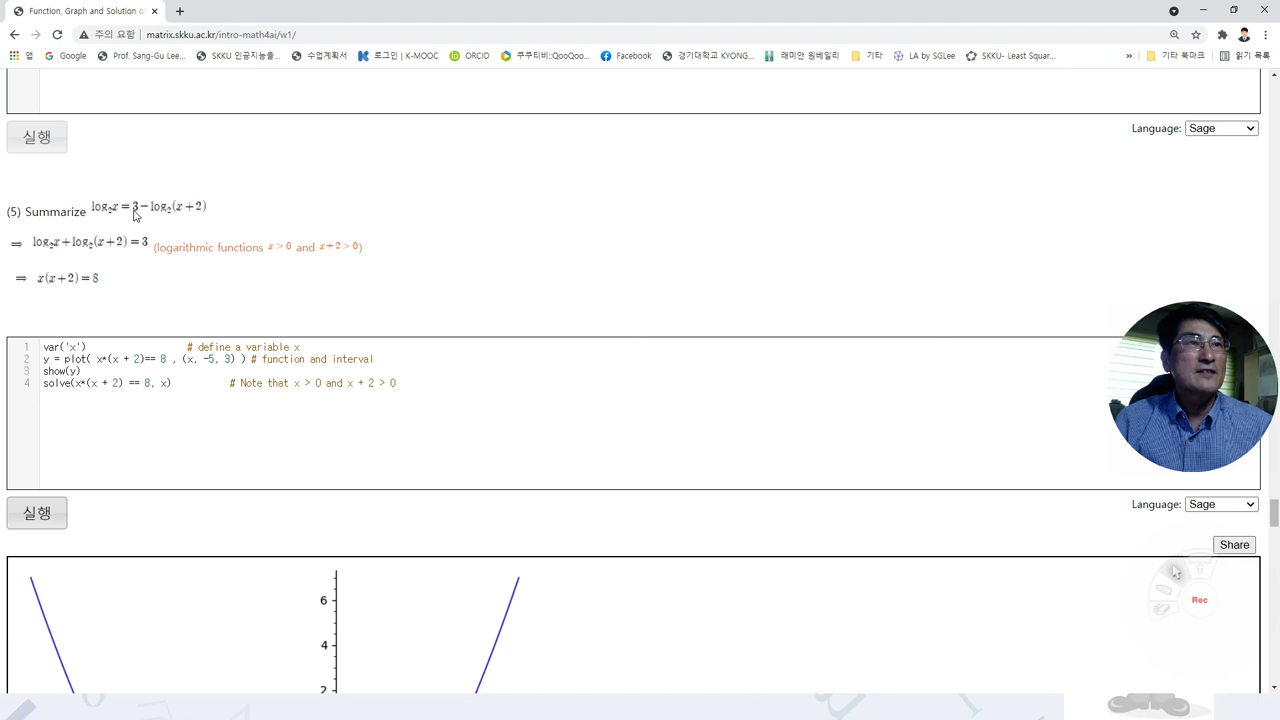 Function, Graph and Solution of
주의 요함 | matrix.skku.ac.kr/intro-math4ai/w1/
앱 Google Prof. Sang-Gu Lee... SKKU 인공지능을... 수업계획서 로그인 | K-MOOC ORCID 쿠쿠티비::QooQoo... Facebook 경기대학교 KYONG... 래미안 원베일리 기타 LA by SGLee SKKU- Least Squar... » 기타 북마크 읽기 목록
실행
Language: Sage
(5) Summarize log₂x=3−log₂(x+2)
⇒ log₂x+log₂(x+2)=3 (logarithmic functions x>0 and x+2>0)
⇒ x(x+2)=8
1 var('x') # define a variable x
2 y = plot( x*(x + 2)== 8 , (x, -5, 3) ) # function and interval
3 show(y)
4 solve(x*(x + 2) == 8, x) # Note that x > 0 and x + 2 > 0
실행
Language: Sage
Share
6
4
2
Rec